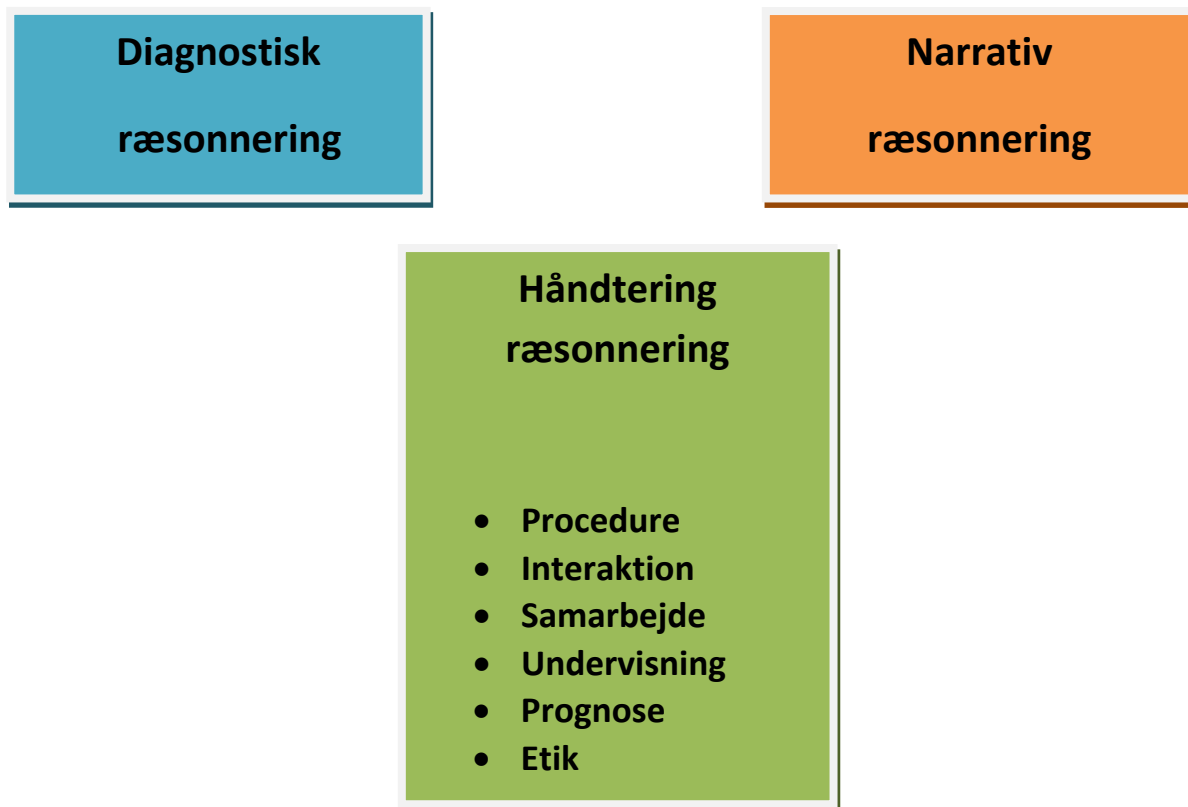 Diagnostisk
ræsonnering
Narrativ
ræsonnering
Håndtering
ræsonnering
• Procedure
• Interaktion
• Samarbejde
• Undervisning
• Prognose
• Etik